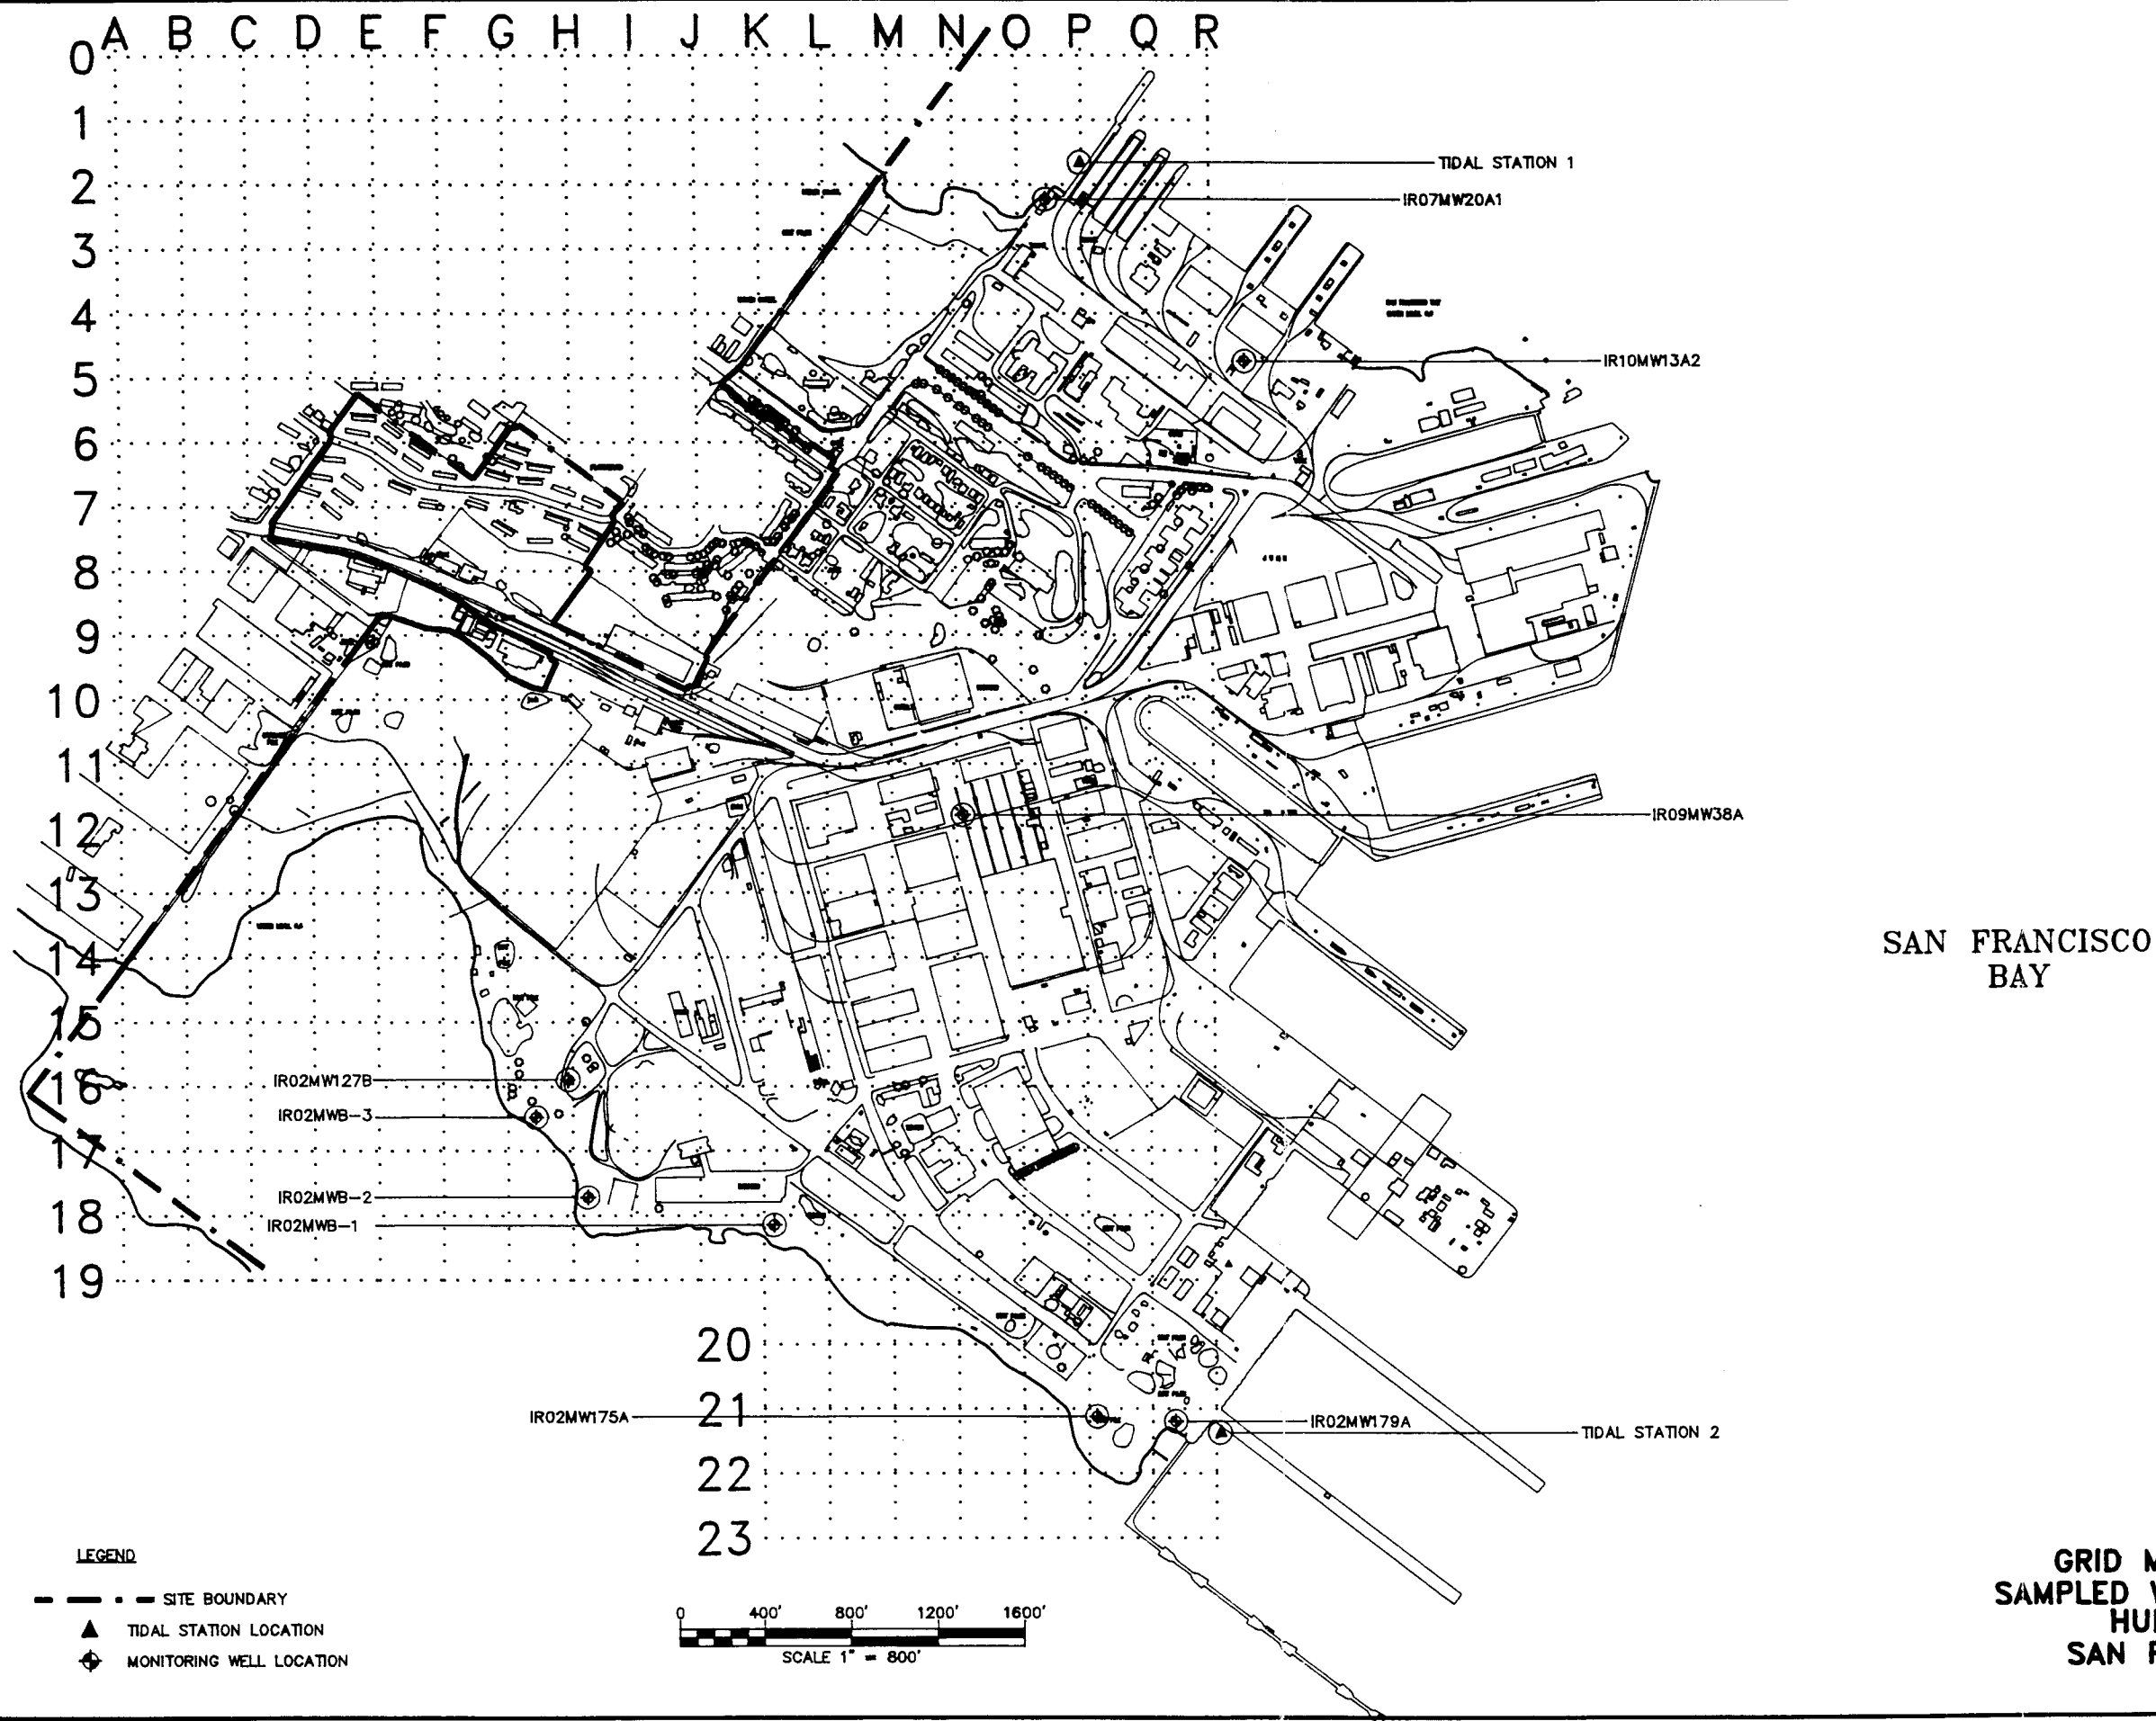 A B C D E F G H I J K L M N O P Q R
0
1
TIDAL STATION 1
2
IR07MW20A1
3
4
IR10MW13A2
5
6
7
8
9
10
11
12
IR09MW38A
13
SAN FRANCISCO
BAY
14
15
16
IR02MW127B
IR02MWB-3
17
IR02MWB-2
18
IR02MWB-1
19
20
21
IR02MW175A
IR02MW179A
TIDAL STATION 2
22
23
LEGEND
SITE BOUNDARY
TIDAL STATION LOCATION
MONITORING WELL LOCATION
0 400' 800' 1200' 1600'
SCALE 1" = 800'
GRID M
SAMPLED
HU
SAN